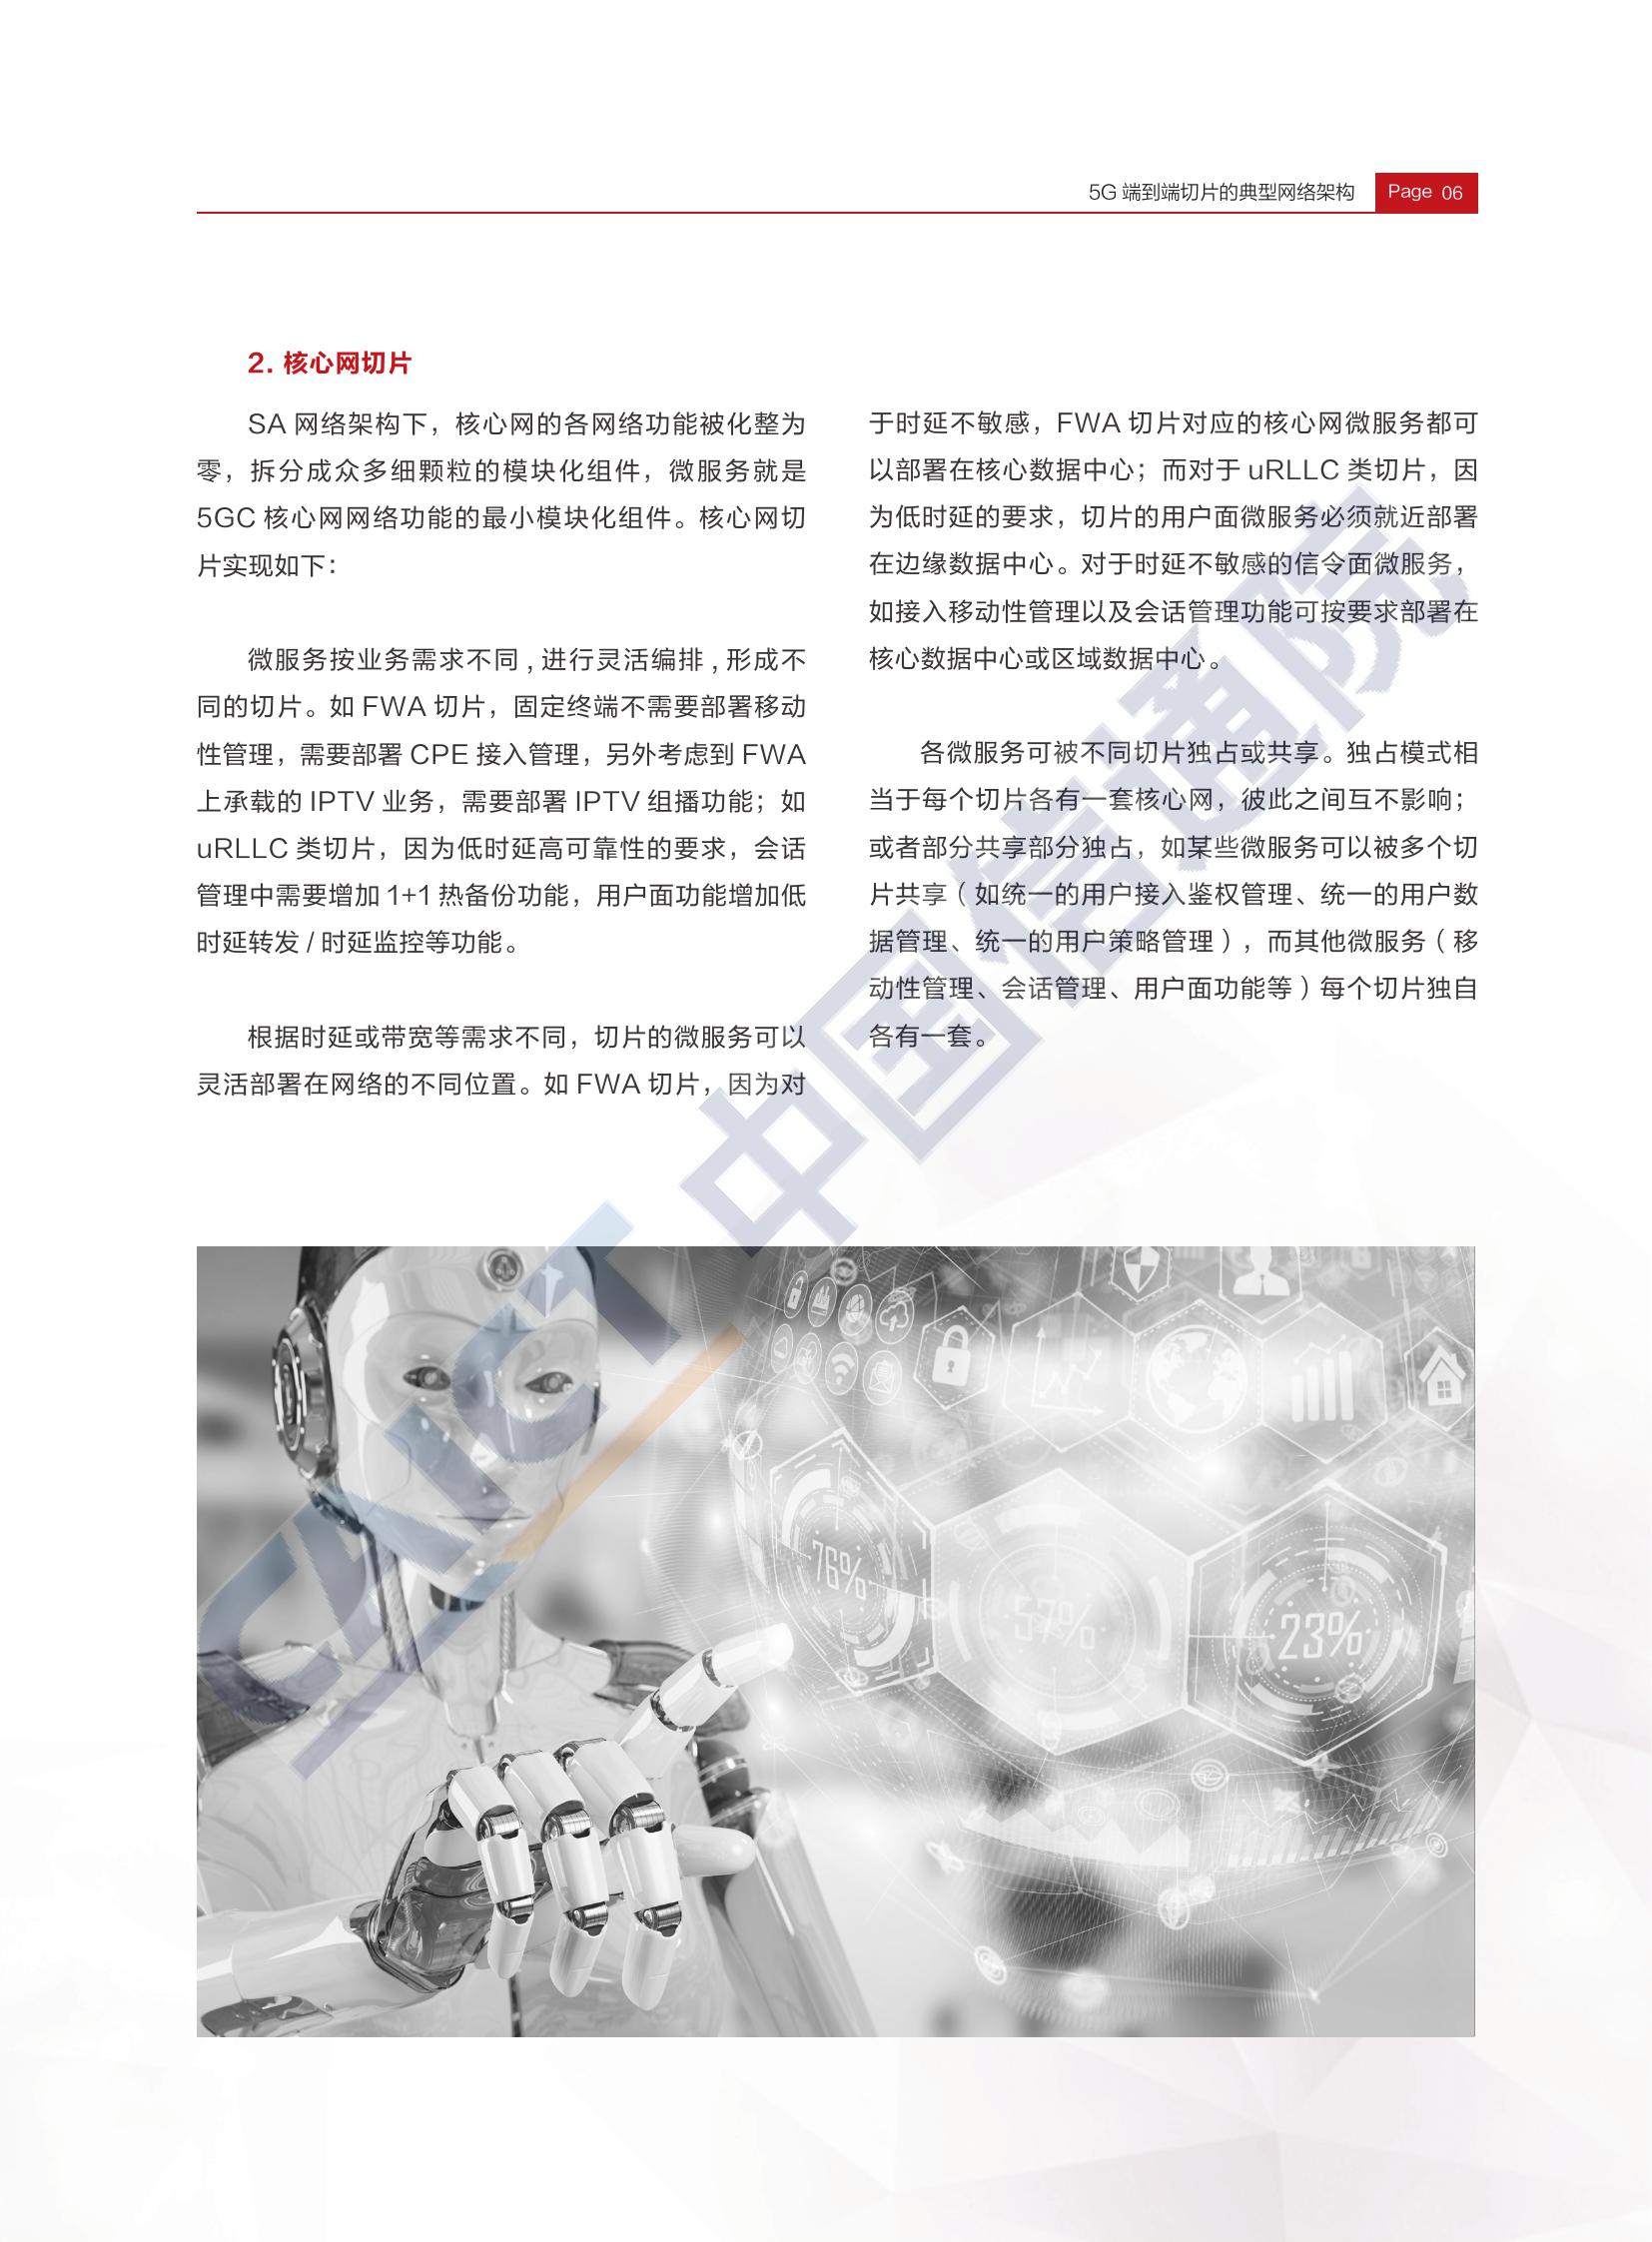 5G 端到端切片的典型网络架构
Page 06
2. 核心网切片
SA 网络架构下，核心网的各网络功能被化整为
零，拆分成众多细颗粒的模块化组件，微服务就是
5GC 核心网网络功能的最小模块化组件。核心网切
片实现如下：
微服务按业务需求不同 , 进行灵活编排 , 形成不
同的切片。如 FWA 切片，固定终端不需要部署移动
性管理，需要部署 CPE 接入管理，另外考虑到 FWA
上承载的 IPTV 业务，需要部署 IPTV 组播功能；如
uRLLC 类切片，因为低时延高可靠性的要求，会话
管理中需要增加 1+1 热备份功能，用户面功能增加低
时延转发 / 时延监控等功能。
根据时延或带宽等需求不同，切片的微服务可以
灵活部署在网络的不同位置。如 FWA 切片，因为对
于时延不敏感，FWA 切片对应的核心网微服务都可
以部署在核心数据中心；而对于 uRLLC 类切片，因
为低时延的要求，切片的用户面微服务必须就近部署
在边缘数据中心。对于时延不敏感的信令面微服务，
如接入移动性管理以及会话管理功能可按要求部署在
核心数据中心或区域数据中心。
各微服务可被不同切片独占或共享。独占模式相
当于每个切片各有一套核心网，彼此之间互不影响；
或者部分共享部分独占，如某些微服务可以被多个切
片共享（如统一的用户接入鉴权管理、统一的用户数
据管理、统一的用户策略管理），而其他微服务（移
动性管理、会话管理、用户面功能等）每个切片独自
各有一套。
CAICT 中国信通院
76%
57%
23%